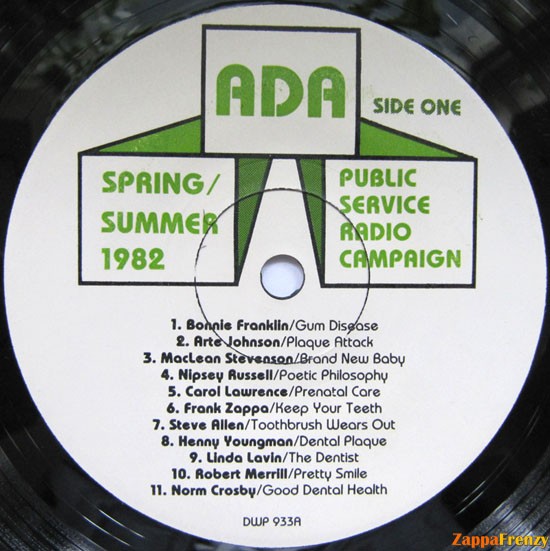 ADA
SIDE ONE
SPRING/
SUMMER
1982
PUBLIC
SERVICE
RADIO
CAMPAIGN
1. Bonnie Franklin/Gum Disease
2. Arte Johnson/Plaque Attack
3. MacLean Stevenson/Brand New Baby
4. Nipsey Russell/Poetic Philosophy
5. Carol Lawrence/Prenatal Care
6. Frank Zappa/Keep Your Teeth
7. Steve Allen/Toothbrush Wears Out
8. Henny Youngman/Dental Plaque
9. Linda Lavin/The Dentist
10. Robert Merrill/Pretty Smile
11. Norm Crosby/Good Dental Health
DWP 933A
ZappaFrenzy